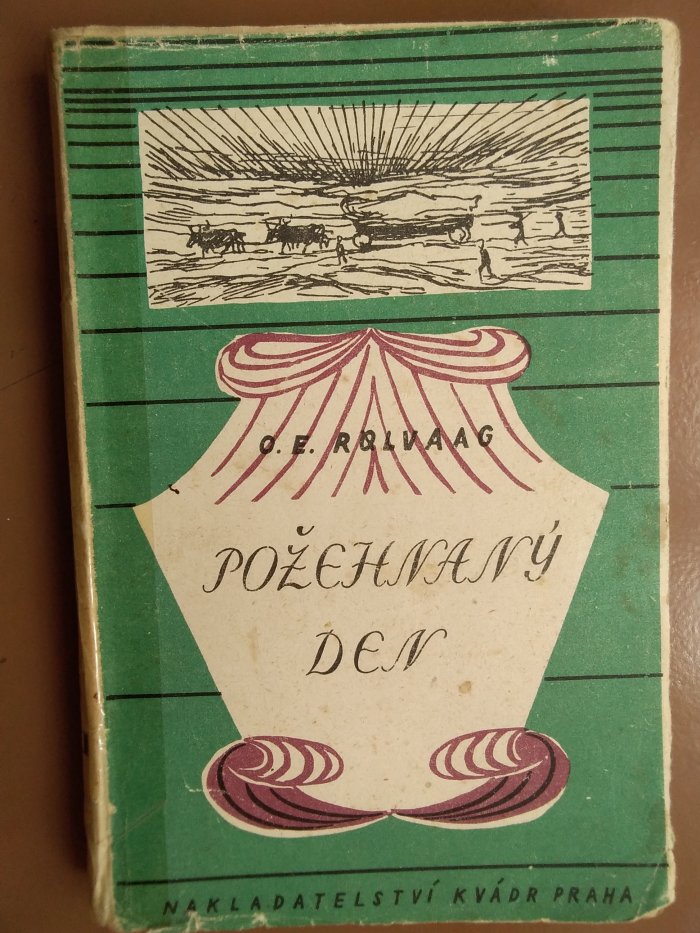 O. E. RØLVAAG
POŽEHNANÝ
DEN
NAKLADATELSTVÍ KVÁDR PRAHA